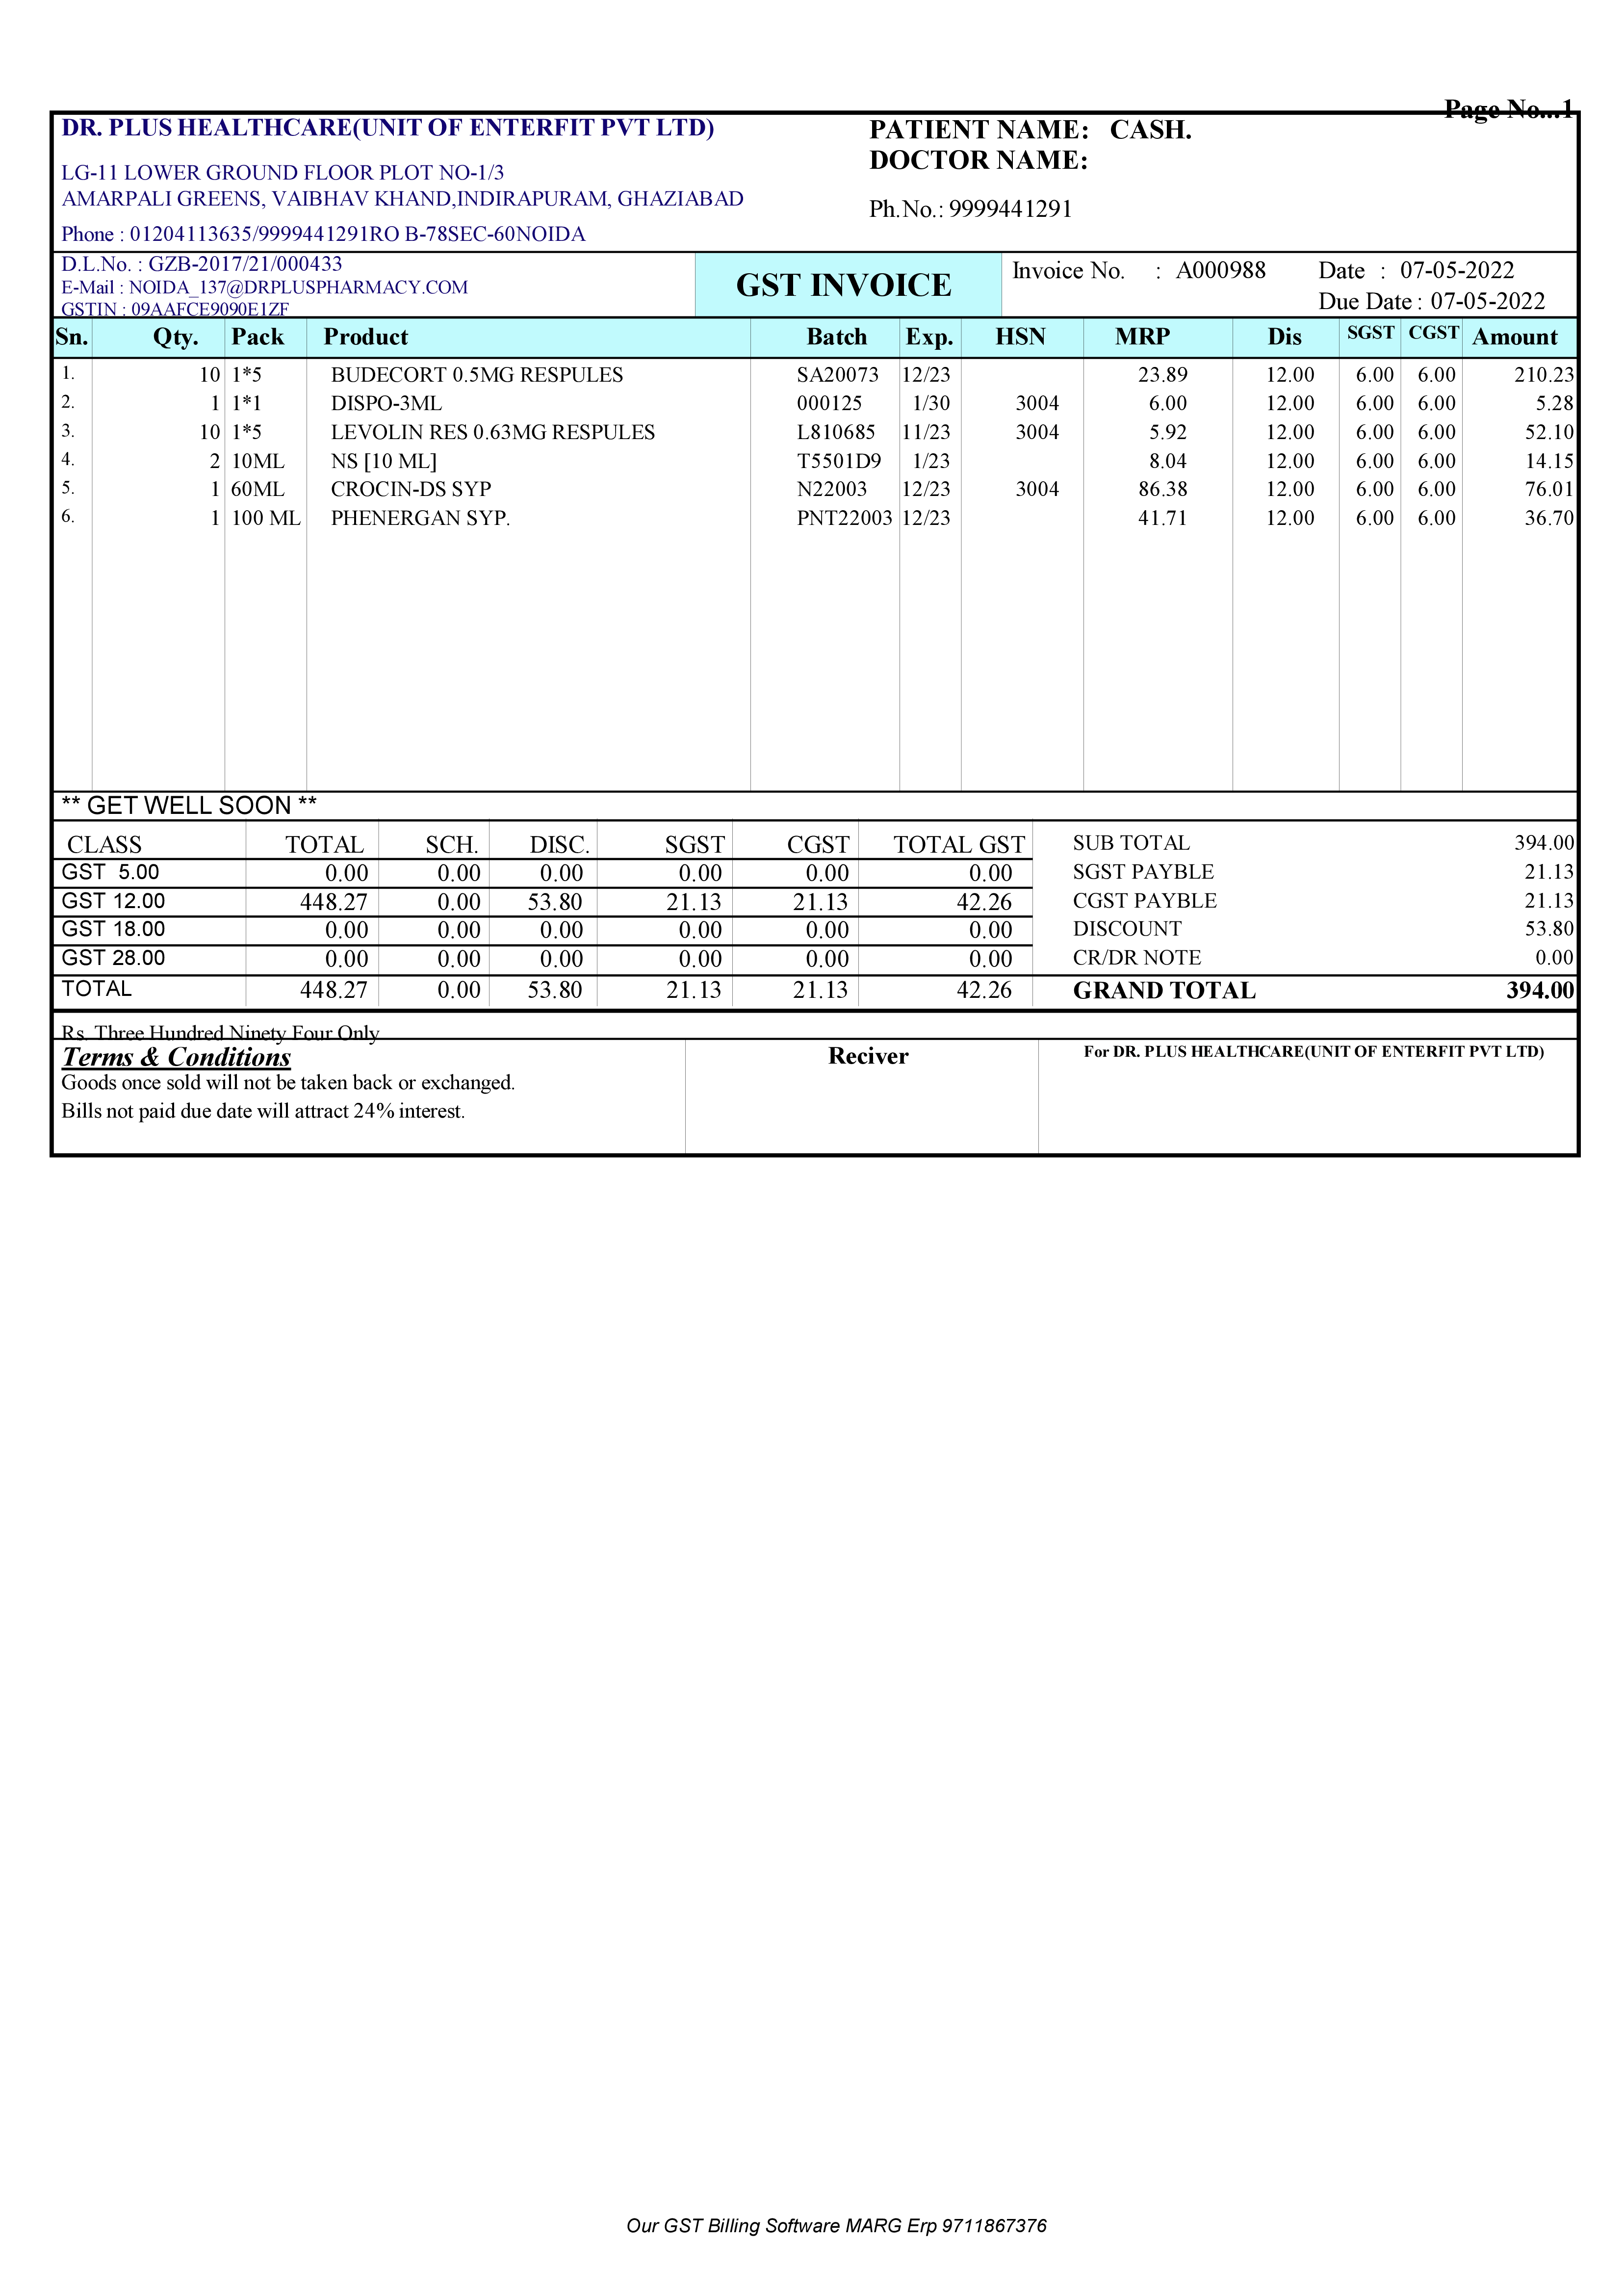 Page No...1
DR. PLUS HEALTHCARE(UNIT OF ENTERFIT PVT LTD)
LG-11 LOWER GROUND FLOOR PLOT NO-1/3
AMARPALI GREENS, VAIBHAV KHAND,INDIRAPURAM, GHAZIABAD
Phone : 01204113635/9999441291RO B-78SEC-60NOIDA
PATIENT NAME: CASH.
DOCTOR NAME:
Ph.No.: 9999441291
D.L.No. : GZB-2017/21/000433
E-Mail : NOIDA_137@DRPLUSPHARMACY.COM
GSTIN : 09AAFCE9090E1ZF
GST INVOICE
Invoice No. : A000988 Date : 07-05-2022
Due Date : 07-05-2022
Sn. Qty. Pack Product Batch Exp. HSN MRP Dis SGST CGST Amount
1. 10 1*5 BUDECORT 0.5MG RESPULES SA20073 12/23 23.89 12.00 6.00 6.00 210.23
2. 1 1*1 DISPO-3ML 000125 1/30 3004 6.00 12.00 6.00 6.00 5.28
3. 10 1*5 LEVOLIN RES 0.63MG RESPULES L810685 11/23 3004 5.92 12.00 6.00 6.00 52.10
4. 2 10ML NS [10 ML] T5501D9 1/23 8.04 12.00 6.00 6.00 14.15
5. 1 60ML CROCIN-DS SYP N22003 12/23 3004 86.38 12.00 6.00 6.00 76.01
6. 1 100 ML PHENERGAN SYP. PNT22003 12/23 41.71 12.00 6.00 6.00 36.70
** GET WELL SOON **
CLASS TOTAL SCH. DISC. SGST CGST TOTAL GST
GST 5.00 0.00 0.00 0.00 0.00 0.00 0.00
GST 12.00 448.27 0.00 53.80 21.13 21.13 42.26
GST 18.00 0.00 0.00 0.00 0.00 0.00 0.00
GST 28.00 0.00 0.00 0.00 0.00 0.00 0.00
TOTAL 448.27 0.00 53.80 21.13 21.13 42.26
SUB TOTAL 394.00
SGST PAYBLE 21.13
CGST PAYBLE 21.13
DISCOUNT 53.80
CR/DR NOTE 0.00
GRAND TOTAL 394.00
Rs. Three Hundred Ninety Four Only
Terms & Conditions
Goods once sold will not be taken back or exchanged.
Bills not paid due date will attract 24% interest.
Reciver
For DR. PLUS HEALTHCARE(UNIT OF ENTERFIT PVT LTD)
Our GST Billing Software MARG Erp 9711867376